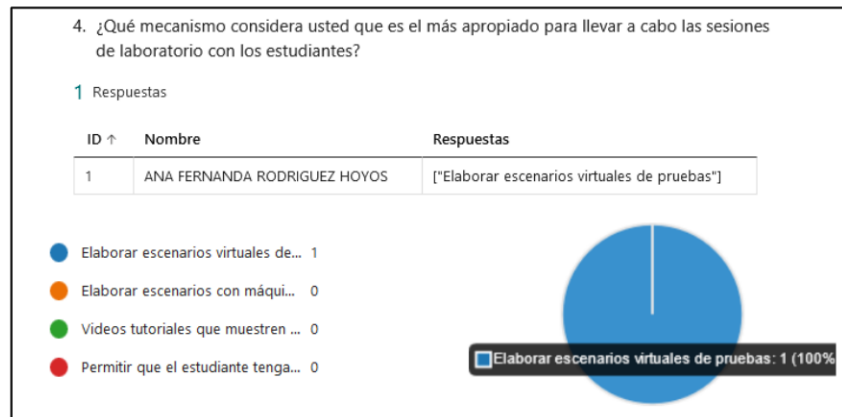 4. ¿Qué mecanismo considera usted que es el más apropiado para llevar a cabo las sesiones
de laboratorio con los estudiantes?
1 Respuestas
ID ↑ Nombre Respuestas
1 ANA FERNANDA RODRIGUEZ HOYOS ["Elaborar escenarios virtuales de pruebas"]
Elaborar escenarios virtuales de... 1
Elaborar escenarios con máqui... 0
Videos tutoriales que muestren ... 0
Permitir que el estudiante tenga... 0
Elaborar escenarios virtuales de pruebas: 1 (100%